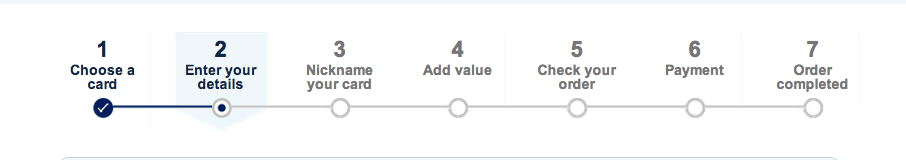 1
Choose a
card
2
Enter your
details
3
Nickname
your card
4
Add value
5
Check your
order
6
Payment
7
Order
completed